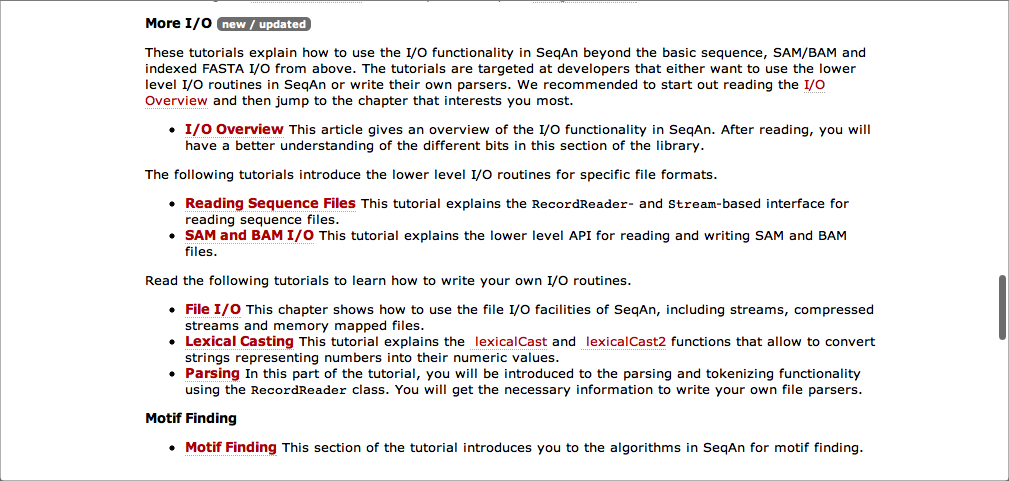 More I/O new / updated
These tutorials explain how to use the I/O functionality in SeqAn beyond the basic sequence, SAM/BAM and
indexed FASTA I/O from above. The tutorials are targeted at developers that either want to use the lower
level I/O routines in SeqAn or write their own parsers. We recommended to start out reading the I/O
Overview and then jump to the chapter that interests you most.
• I/O Overview This article gives an overview of the I/O functionality in SeqAn. After reading, you will
have a better understanding of the different bits in this section of the library.
The following tutorials introduce the lower level I/O routines for specific file formats.
• Reading Sequence Files This tutorial explains the RecordReader- and Stream-based interface for
reading sequence files.
• SAM and BAM I/O This tutorial explains the lower level API for reading and writing SAM and BAM
files.
Read the following tutorials to learn how to write your own I/O routines.
• File I/O This chapter shows how to use the file I/O facilities of SeqAn, including streams, compressed
streams and memory mapped files.
• Lexical Casting This tutorial explains the lexicalCast and lexicalCast2 functions that allow to convert
strings representing numbers into their numeric values.
• Parsing In this part of the tutorial, you will be introduced to the parsing and tokenizing functionality
using the RecordReader class. You will get the necessary information to write your own file parsers.
Motif Finding
• Motif Finding This section of the tutorial introduces you to the algorithms in SeqAn for motif finding.